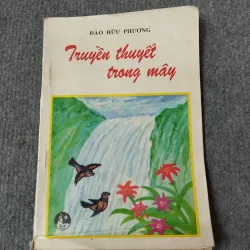 ĐÀO HỮU PHƯƠNG
Truyền thuyết
trong mây